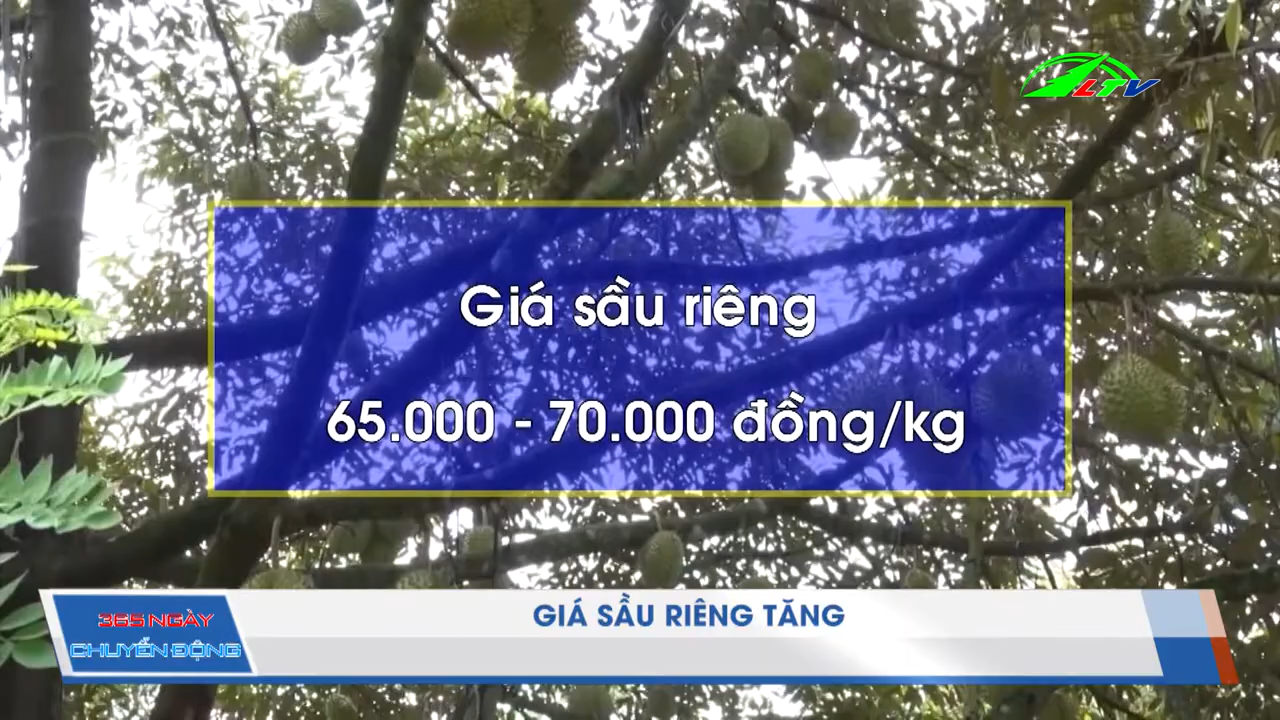 LTV
Giá sầu riêng
65.000 - 70.000 đồng/kg
GIÁ SẦU RIÊNG TĂNG
365 NGÀY
CHUYỂN ĐỘNG